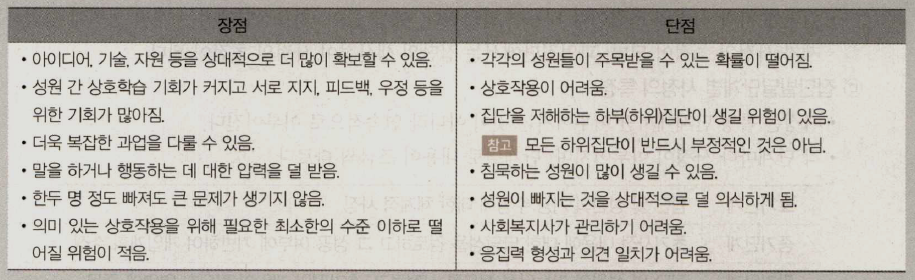 장점
• 아이디어, 기술, 자원 등을 상대적으로 더 많이 확보할 수 있음.
• 성원 간 상호학습 기회가 커지고 서로 지지, 피드백, 우정 등을
위한 기회가 많아짐.
• 더욱 복잡한 과업을 다룰 수 있음.
• 말을 하거나 행동하는 데 대한 압력을 덜 받음.
• 한두 명 정도 빠져도 큰 문제가 생기지 않음.
• 의미 있는 상호작용을 위해 필요한 최소한의 수준 이하로 떨
어질 위험이 적음.
단점
• 각각의 성원들이 주목받을 수 있는 확률이 떨어짐.
• 상호작용이 어려움.
• 집단을 저해하는 하부(하위)집단이 생길 위험이 있음.
참고 모든 하위집단이 반드시 부정적인 것은 아님.
• 침묵하는 성원이 많이 생길 수 있음.
• 성원이 빠지는 것을 상대적으로 덜 의식하게 됨.
• 사회복지사가 관리하기 어려움.
• 응집력 형성과 의견 일치가 어려움.